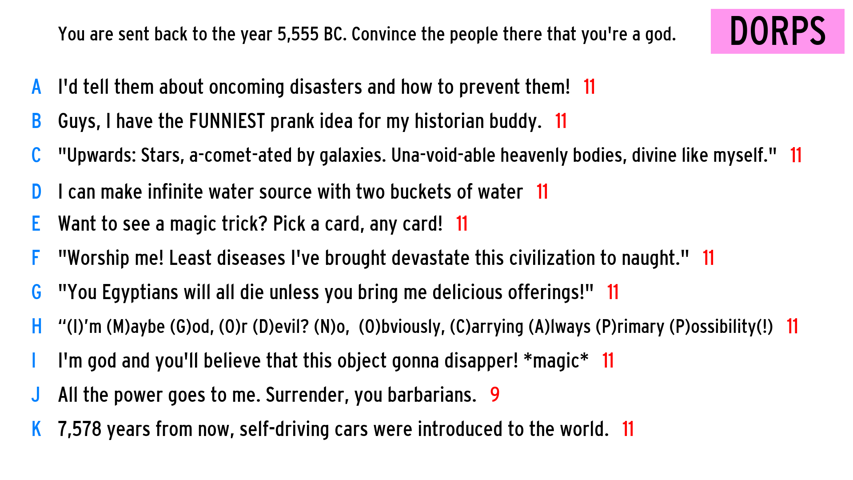 You are sent back to the year 5,555 BC. Convince the people there that you're a god.
DORPS
A I'd tell them about oncoming disasters and how to prevent them! 11
B Guys, I have the FUNNIEST prank idea for my historian buddy. 11
C "Upwards: Stars, a-comet-ated by galaxies. Una-void-able heavenly bodies, divine like myself." 11
D I can make infinite water source with two buckets of water 11
E Want to see a magic trick? Pick a card, any card! 11
F "Worship me! Least diseases I've brought devastate this civilization to naught." 11
G "You Egyptians will all die unless you bring me delicious offerings!" 11
H “(I)’m (M)aybe (G)od, (O)r (D)evil? (N)o, (O)bviously, (C)arrying (A)lways (P)rimary (P)ossibility(!) 11
I I'm god and you'll believe that this object gonna disapper! *magic* 11
J All the power goes to me. Surrender, you barbarians. 9
K 7,578 years from now, self-driving cars were introduced to the world. 11